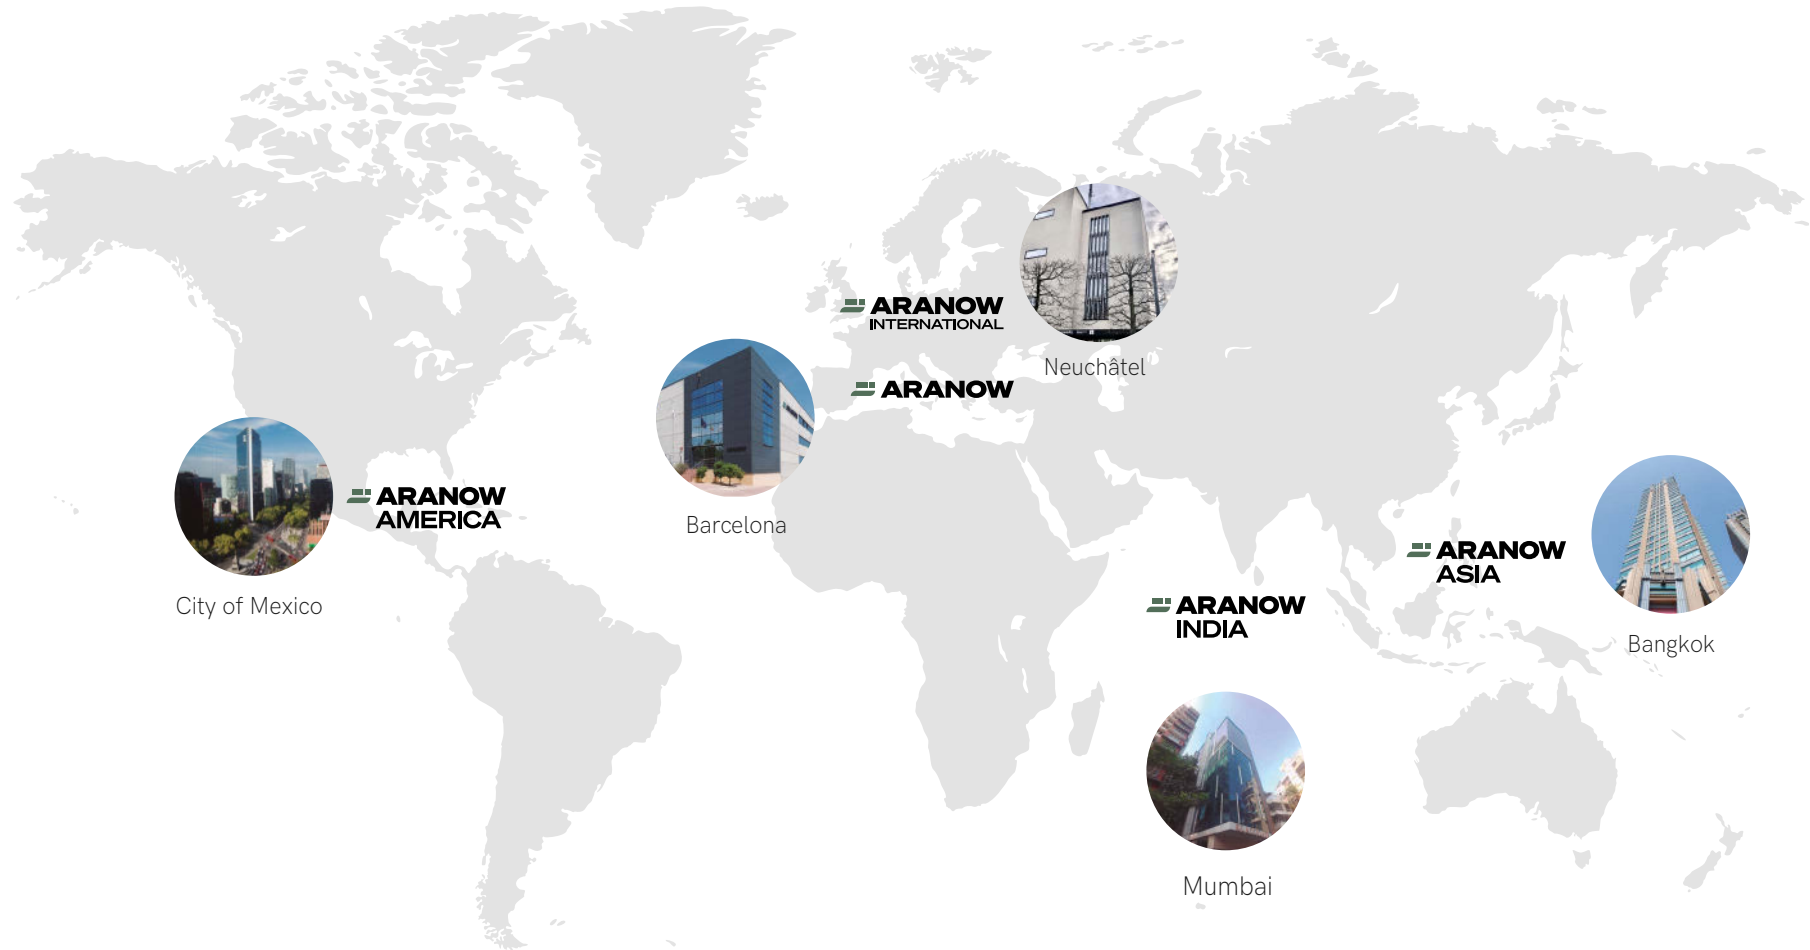 ARANOW
INTERNATIONAL
Neuchâtel
ARANOW
Barcelona
ARANOW
AMERICA
City of Mexico
ARANOW
ASIA
Bangkok
ARANOW
INDIA
Mumbai